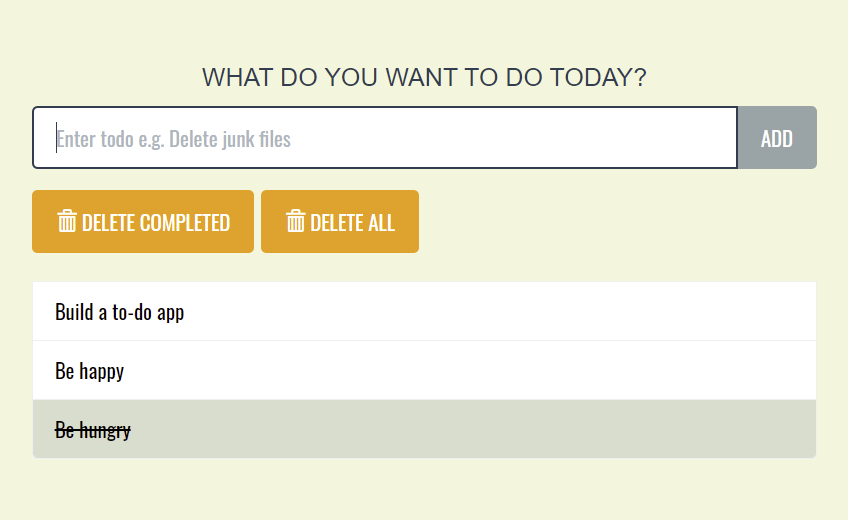 WHAT DO YOU WANT TO DO TODAY?
Enter todo e.g. Delete junk files
ADD
DELETE COMPLETED
DELETE ALL
Build a to-do app
Be happy
Be hungry